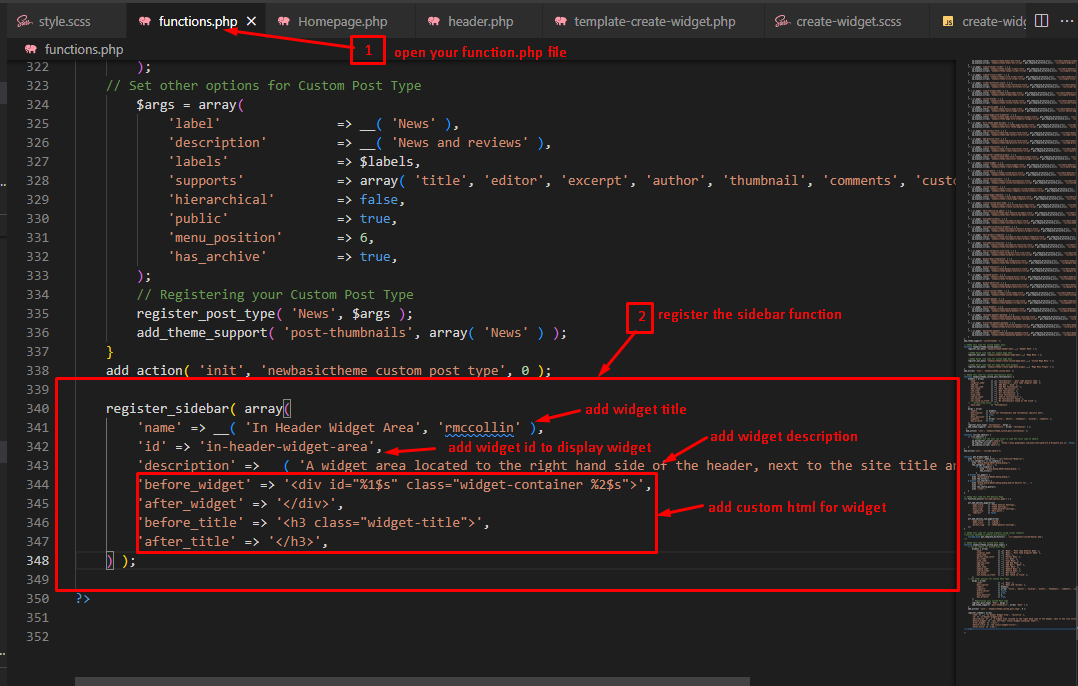 style.scss functions.php Homepage.php header.php template-create-widget.php create-widget.scss create-widg
functions.php
1 open your function.php file
322 );
323 // Set other options for Custom Post Type
324 $args = array(
325 'label' => __( 'News' ),
326 'description' => __( 'News and reviews' ),
327 'labels' => $labels,
328 'supports' => array( 'title', 'editor', 'excerpt', 'author', 'thumbnail', 'comments', 'custo
329 'hierarchical' => false,
330 'public' => true,
331 'menu_position' => 6,
332 'has_archive' => true,
333 );
334 // Registering your Custom Post Type
335 register_post_type( 'News', $args );
2 register the sidebar function
336 add_theme_support( 'post-thumbnails', array( 'News' ) );
337 }
338 add_action( 'init', 'newbasictheme_custom_post_type', 0 );
339
340 register_sidebar( array(
add widget title
341 'name' => __( 'In Header Widget Area', 'rmccollin' ),
342 'id' => 'in-header-widget-area',
add widget id to display widget
add widget description
343 'description' => __( 'A widget area located to the right hand side of the header, next to the site title an
344 'before_widget' => '<div id="%1$s" class="widget-container %2$s">',
345 'after_widget' => '</div>',
add custom html for widget
346 'before_title' => '<h3 class="widget-title">',
347 'after_title' => '</h3>',
348 ) );
349
350 ?>
351
352